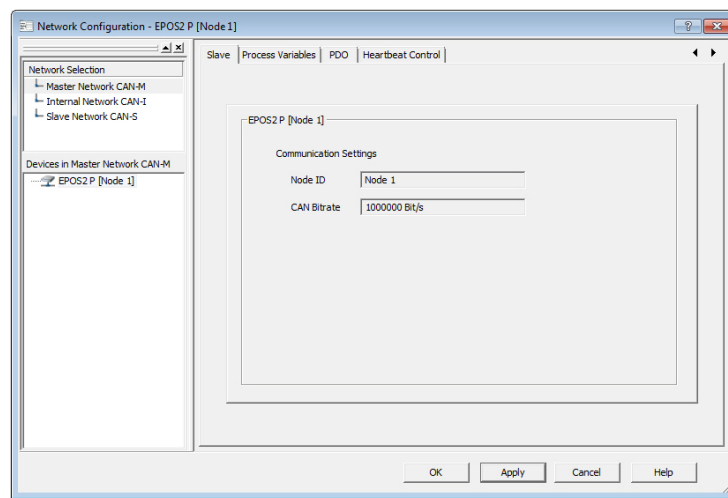 Network Configuration - EPOS2 P [Node 1]
Network Selection
Master Network CAN-M
Internal Network CAN-I
Slave Network CAN-S
Devices in Master Network CAN-M
EPOS2 P [Node 1]
Slave Process Variables PDO Heartbeat Control
EPOS2 P [Node 1]
Communication Settings
Node ID Node 1
CAN Bitrate 1000000 Bit/s
OK Apply Cancel Help